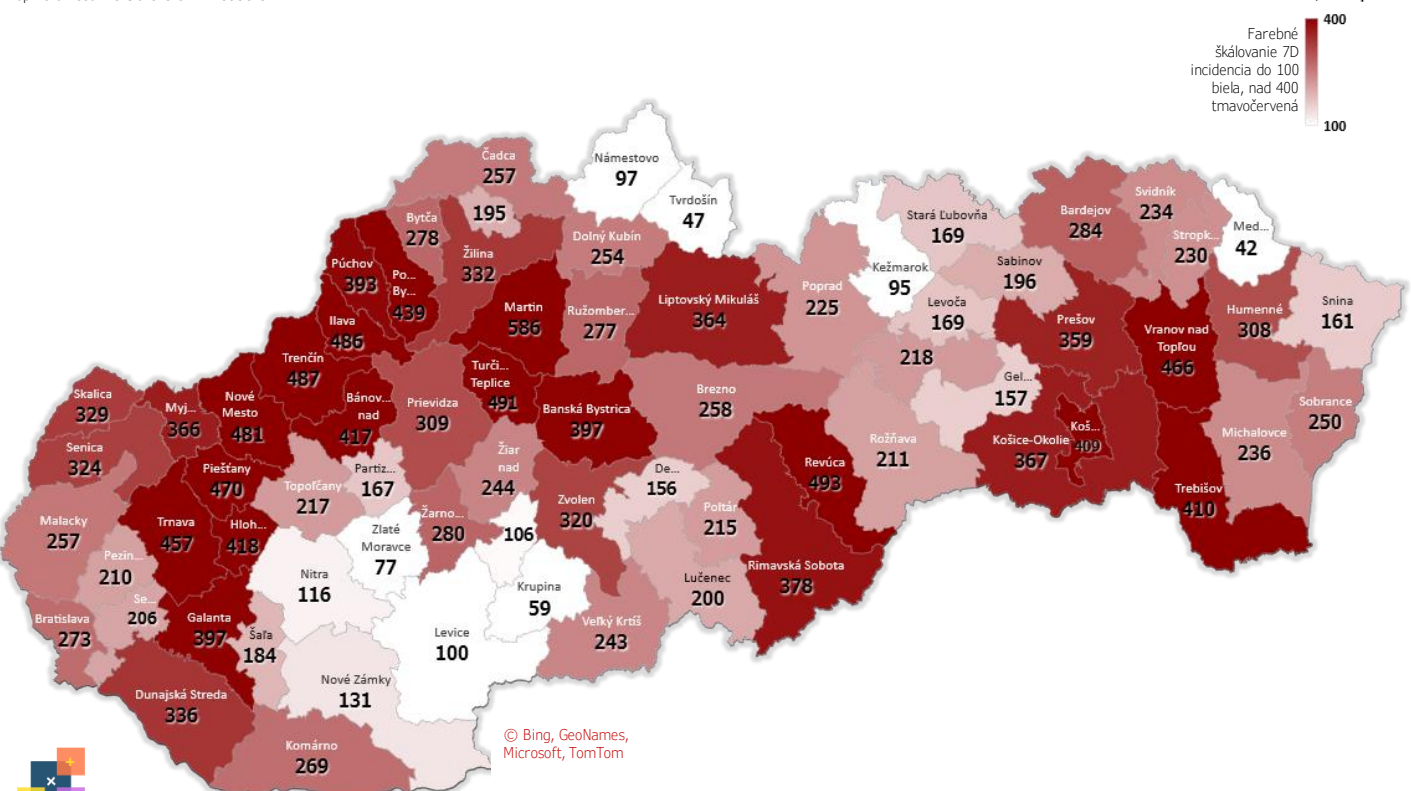 400
Farebné
škálovanie 7D
incidencia do 100
biela, nad 400
tmavočervená
100
Čadca
257
Námestovo
97
Tvrdošín
47
195
Bytča
278
Žilina
332
Dolný Kubín
254
Stará Ľubovňa
169
Bardejov
284
Svidník
234
Stropk...
230
Med...
42
Púchov
393
Po...
By...
439
Kežmarok
95
Sabinov
196
Ilava
486
Martin
586
Ružomber...
277
Liptovský Mikuláš
364
Poprad
225
Levoča
169
Prešov
359
Vranov nad
Topľou
466
Humenné
308
Snina
161
Trenčín
487
Turči...
Teplice
491
218
Gel...
157
Skalica
329
Myj...
366
Nové
Mesto
481
Bánov...
nad
417
Prievidza
309
Banská Bystrica
397
Brezno
258
Sobrance
250
Senica
324
Piešťany
470
Partiz...
167
Žiar
nad
244
Rožňava
211
Košice-Okolie
367
Koš...
409
Michalovce
236
Topoľčany
217
De...
156
Revúca
493
Trebišov
410
Malacky
257
Trnava
457
Hloh...
418
Zlaté
Moravce
77
Žarno...
280
106
Zvolen
320
Poltár
215
Pezin...
210
Nitra
116
Krupina
59
Lučenec
200
Rimavská Sobota
378
Bratislava
273
Se...
206
Galanta
397
Šaľa
184
Levice
100
Veľký Krtíš
243
Dunajská Streda
336
Nové Zámky
131
Komárno
269
© Bing, GeoNames,
Microsoft, TomTom